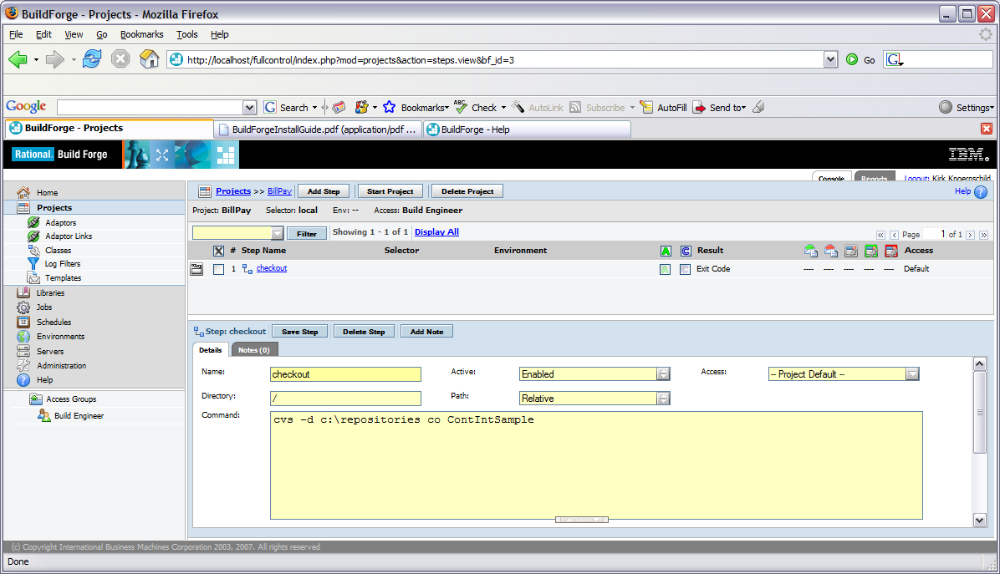 BuildForge - Projects - Mozilla Firefox
File Edit View Go Bookmarks Tools Help
http://localhost/fullcontrol/index.php?mod=projects&action=steps.view&bf_id=3 Go G
Google G Search Bookmarks ABC Check AutoLink Subscribe AutoFill Send to Settings
BuildForge - Projects BuildForgeInstallGuide.pdf (application/pdf ... BuildForge - Help
Rational. Build Forge IBM.
Console Reports Logout: Kirk Knoernschild
Home Projects >> BillPay Add Step Start Project Delete Project Help ?
Projects Project: BillPay Selector: local Env: -- Access: Build Engineer
Adaptors
Adaptor Links Filter Showing 1 - 1 of 1 Display All « ‹ Page 1 of 1 › »
Classes X # Step Name Selector Environment A C Result Access
Log Filters 1 checkout A C Exit Code ---- ---- ---- ---- ---- Default
Templates
Libraries
Jobs
Schedules
Environments Step: checkout Save Step Delete Step Add Note
Servers Details Notes (0)
Administration Name: checkout Active: Enabled Access: -- Project Default --
Help
Access Groups Directory: / Path: Relative
Build Engineer Command: cvs -d c:\repositories co ContIntSample
(c) Copyright International Business Machines Corporation 2003, 2007. All rights reserved
Done